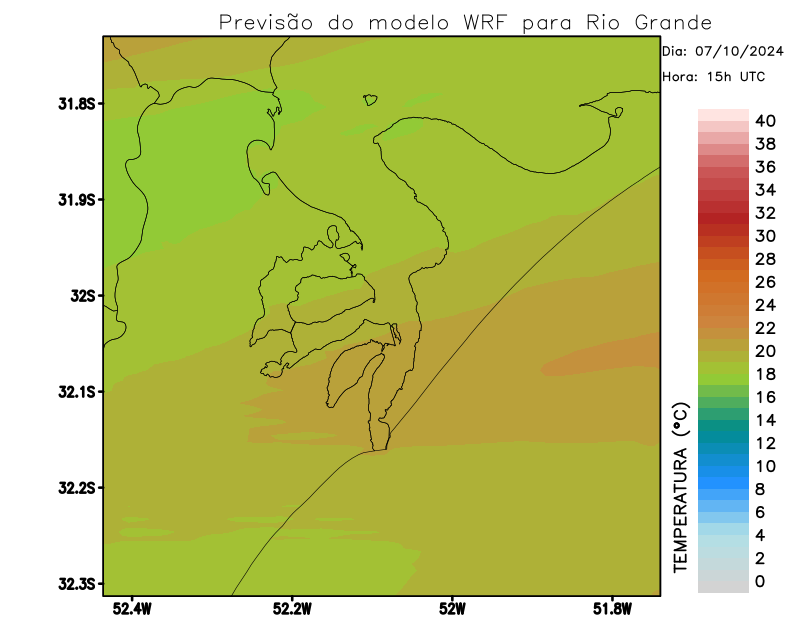 Previsão do modelo WRF para Rio Grande
Dia: 07/10/2024
Hora: 15h UTC
31.8S
31.9S
32S
32.1S
32.2S
32.3S
52.4W
52.2W
52W
51.8W
TEMPERATURA (°C)
40
38
36
34
32
30
28
26
24
22
20
18
16
14
12
10
8
6
4
2
0